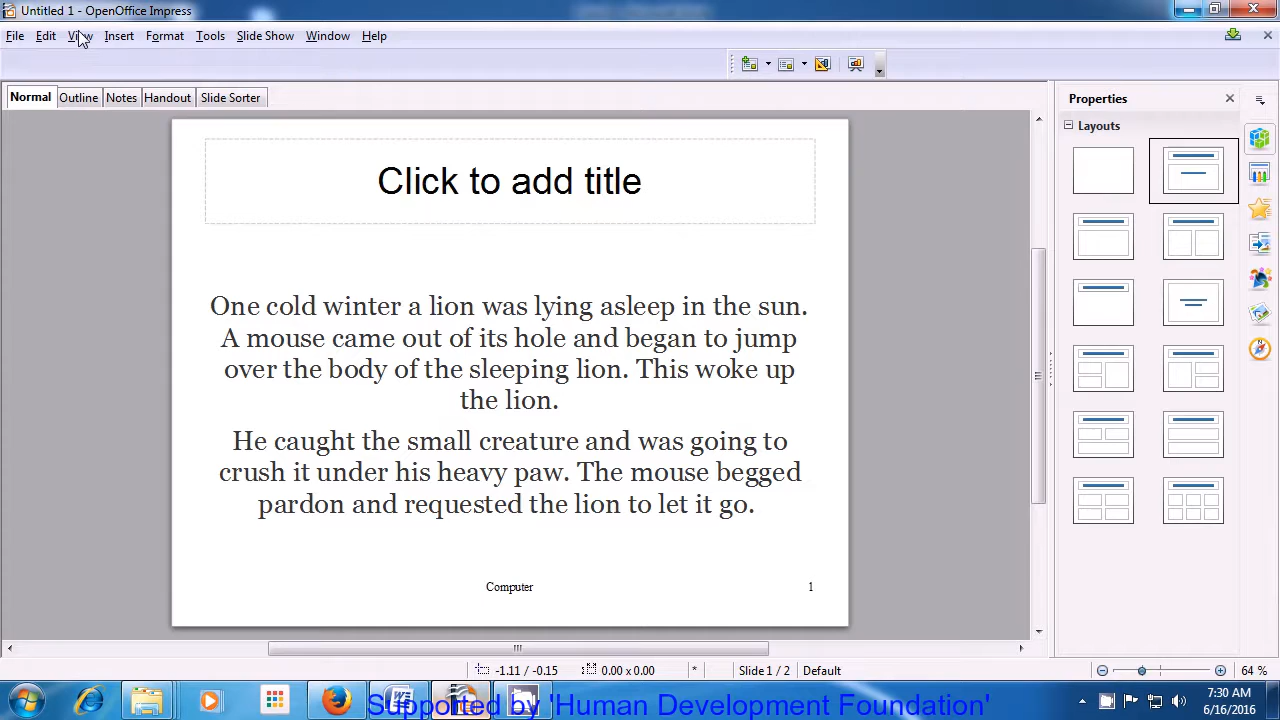 Untitled 1 - OpenOffice Impress
File Edit View Insert Format Tools Slide Show Window Help
Normal Outline Notes Handout Slide Sorter
Properties
Layouts
Click to add title
One cold winter a lion was lying asleep in the sun.
A mouse came out of its hole and began to jump
over the body of the sleeping lion. This woke up
the lion.
He caught the small creature and was going to
crush it under his heavy paw. The mouse begged
pardon and requested the lion to let it go.
Computer 1
-1.11 / -0.15 0.00 x 0.00 * Slide 1 / 2 Default 64 %
Supported by 'Human Development Foundation'
7:30 AM
6/16/2016